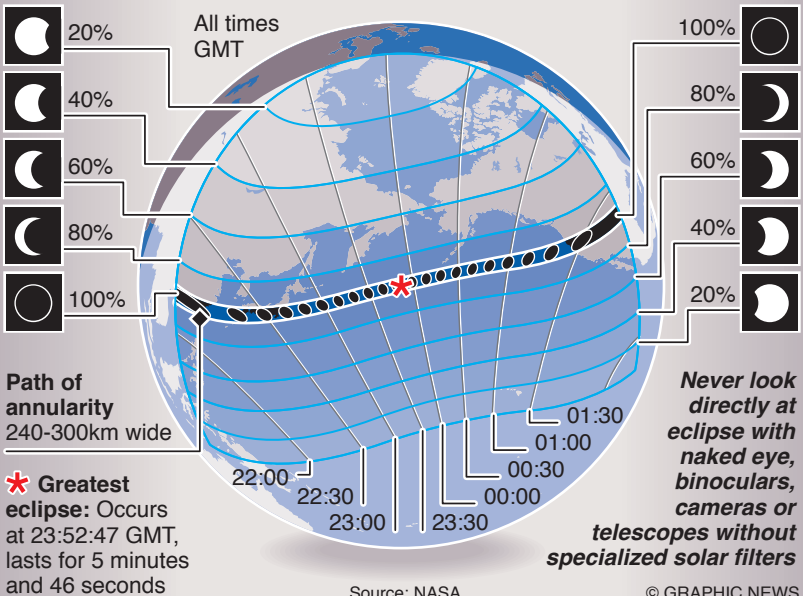 All times
GMT
20%
40%
60%
80%
100%
100%
80%
60%
40%
20%
Path of
annularity
240-300km wide
* Greatest
eclipse: Occurs
at 23:52:47 GMT,
lasts for 5 minutes
and 46 seconds
22:00
22:30
23:00
23:30
00:00
00:30
01:00
01:30
Never look
directly at
eclipse with
naked eye,
binoculars,
cameras or
telescopes without
specialized solar filters
Source: NASA
© GRAPHIC NEWS